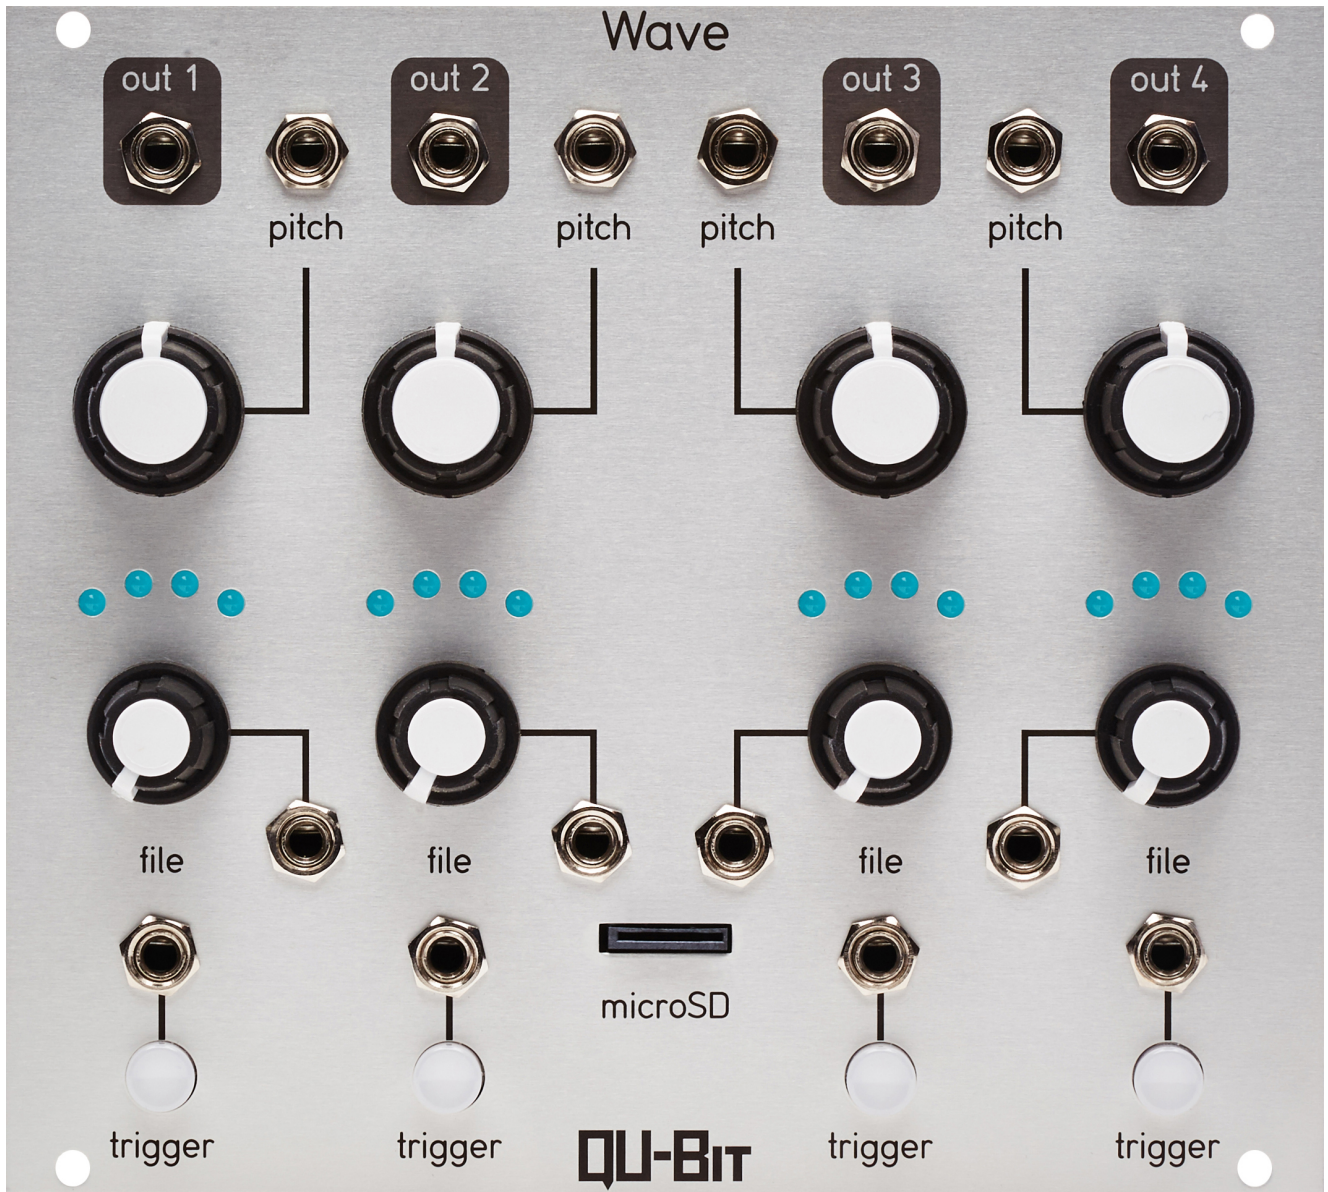 Wave
out 1
out 2
out 3
out 4
pitch
pitch
pitch
pitch
file
file
file
file
microSD
trigger
trigger
trigger
trigger
QU-BIT